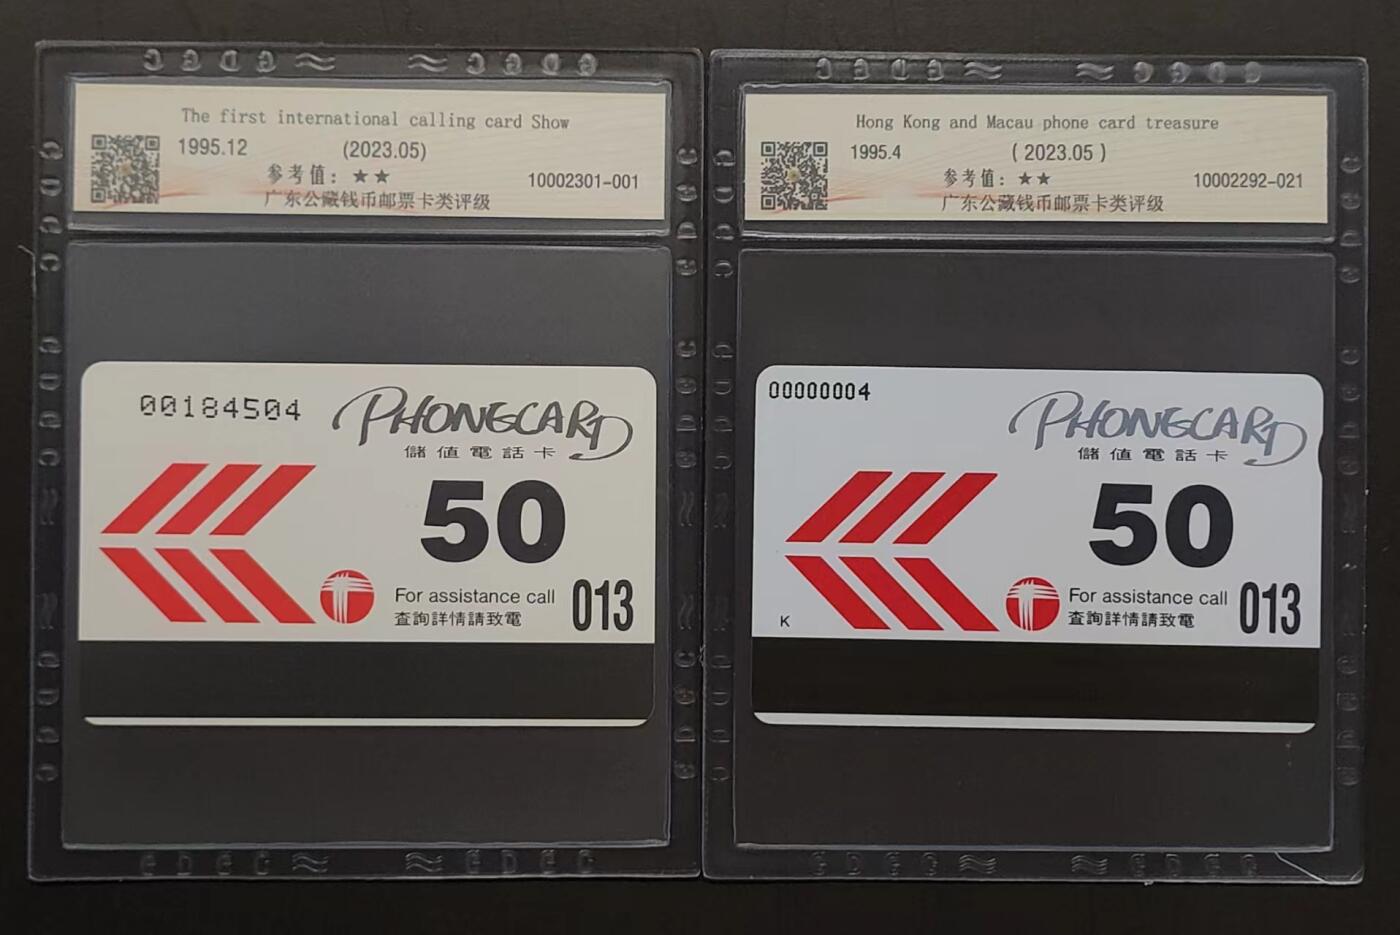 The first international calling card Show
1995.12 (2023.05)
参考值：★★
10002301-001
广东公藏钱币邮票卡类评级
00184504
PHONECARD
儲值電話卡
50
For assistance call
查詢詳情請致電
013
Hong Kong and Macau phone card treasure
1995.4 (2023.05)
参考值：★★
10002292-021
广东公藏钱币邮票卡类评级
00000004
PHONECARD
儲值電話卡
50
K
For assistance call
查詢詳情請致電
013